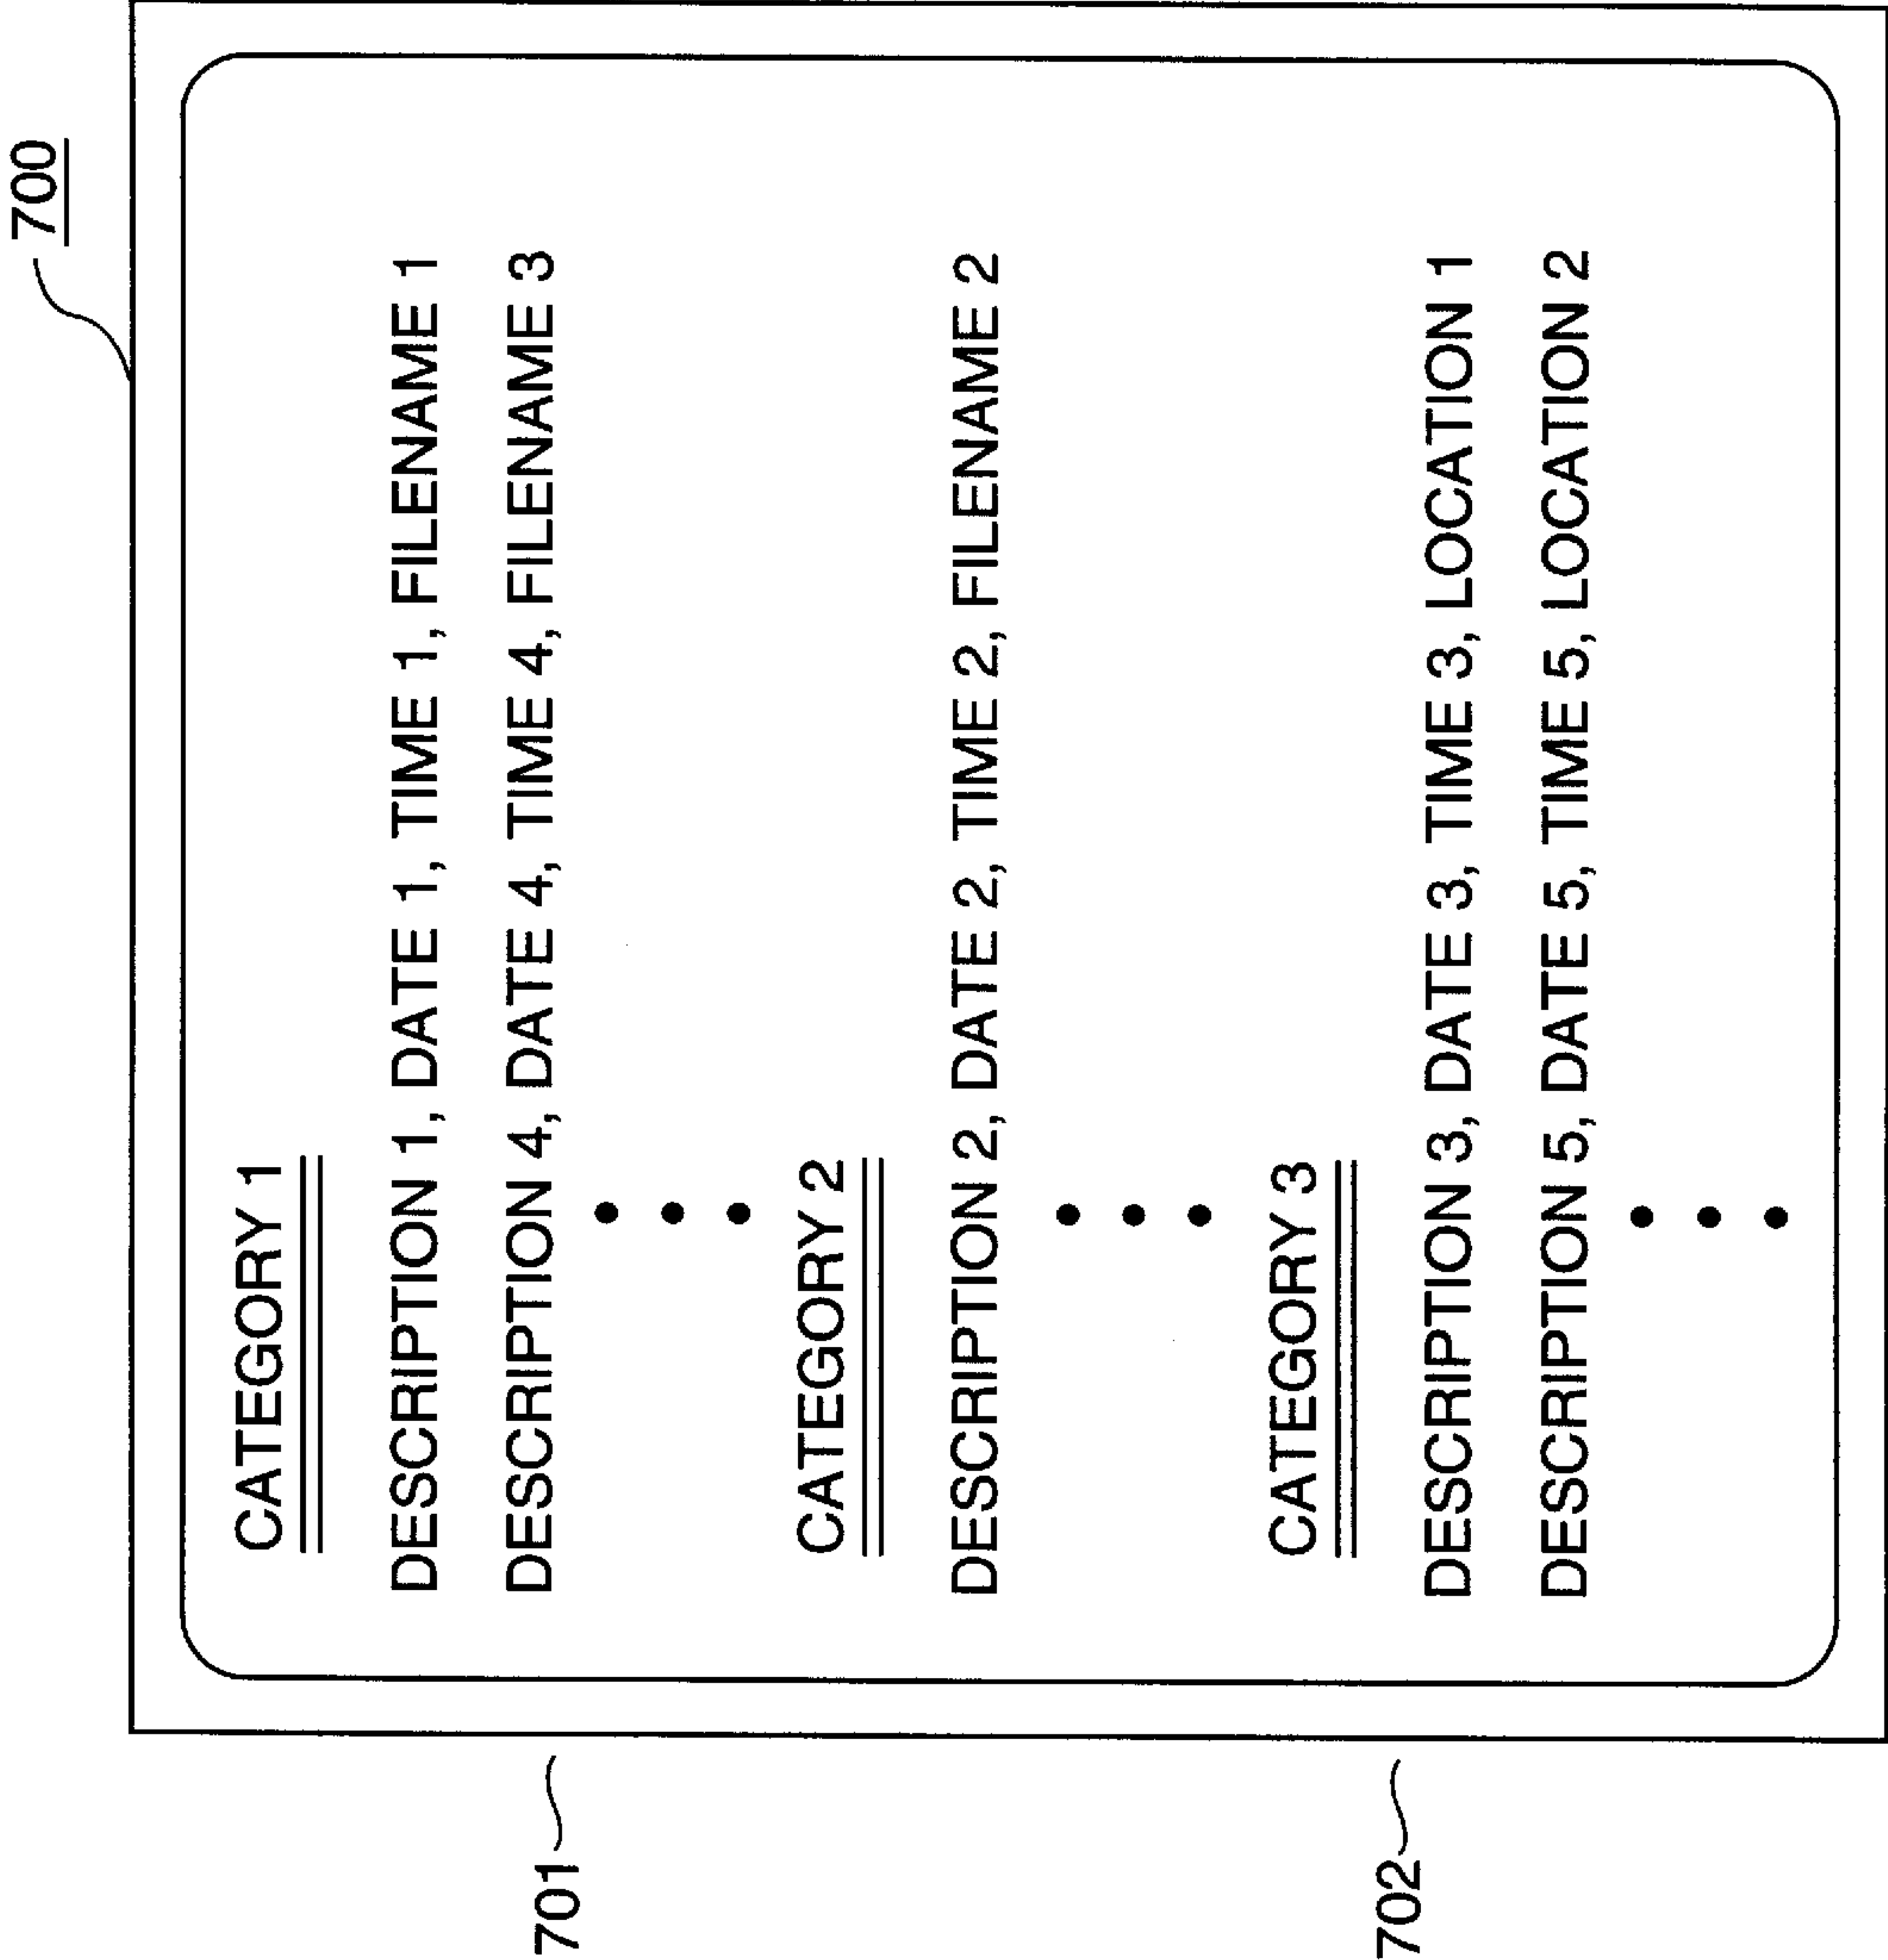 700
CATEGORY 1
DESCRIPTION 1, DATE 1, TIME 1, FILENAME 1
701
DESCRIPTION 4, DATE 4, TIME 4, FILENAME 3
CATEGORY 2
DESCRIPTION 2, DATE 2, TIME 2, FILENAME 2
CATEGORY 3
702
DESCRIPTION 3, DATE 3, TIME 3, LOCATION 1
DESCRIPTION 5, DATE 5, TIME 5, LOCATION 2